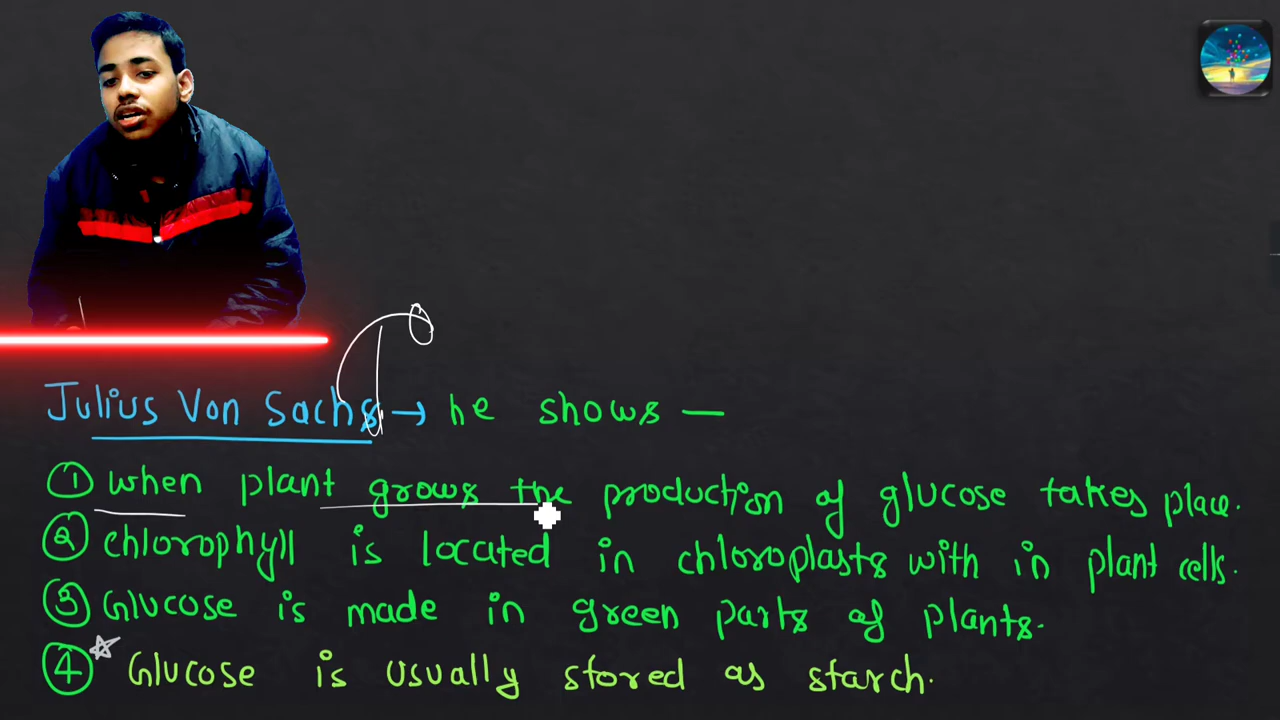 Julius Von Sachs → he shows —
① when plant grows the production of glucose takes place.
② chlorophyll is located in chloroplasts with in plant cells.
③ Glucose is made in green parts of plants.
④ ☆ Glucose is usually stored as starch.